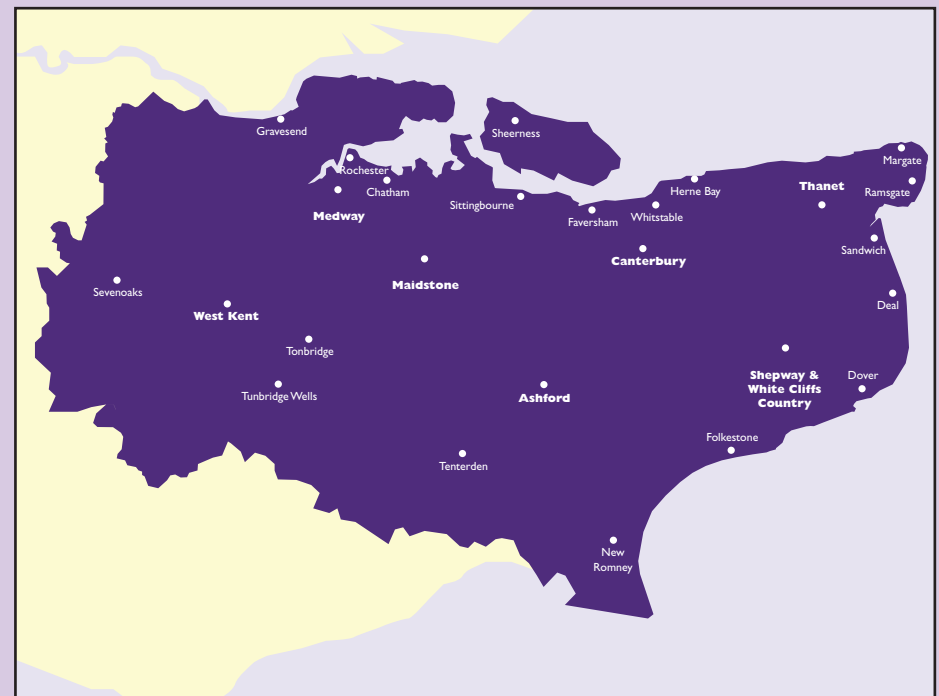 Gravesend
Sheerness
Margate
Rochester
Chatham
Ramsgate
Thanet
Herne Bay
Sittingbourne
Medway
Faversham
Whitstable
Sandwich
Canterbury
Maidstone
Sevenoaks
Deal
West Kent
Tonbridge
Shepway &
White Cliffs
Country
Dover
Tunbridge Wells
Ashford
Folkestone
Tenterden
New
Romney